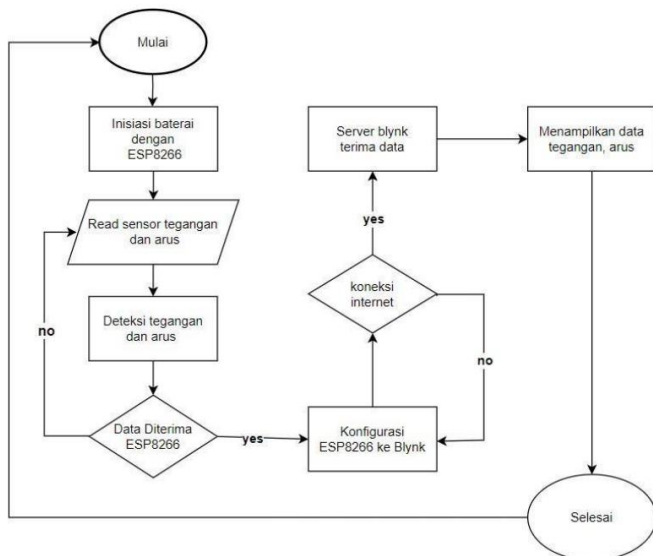 Mulai
Inisiasi baterai
dengan
ESP8266
Read sensor tegangan
dan arus
no
Deteksi tegangan
dan arus
Data Diterima
ESP8266
yes
Konfigurasi
ESP8266 ke Blynk
no
koneksi
internet
yes
Server blynk
terima data
Menampilkan data
tegangan, arus
Selesai